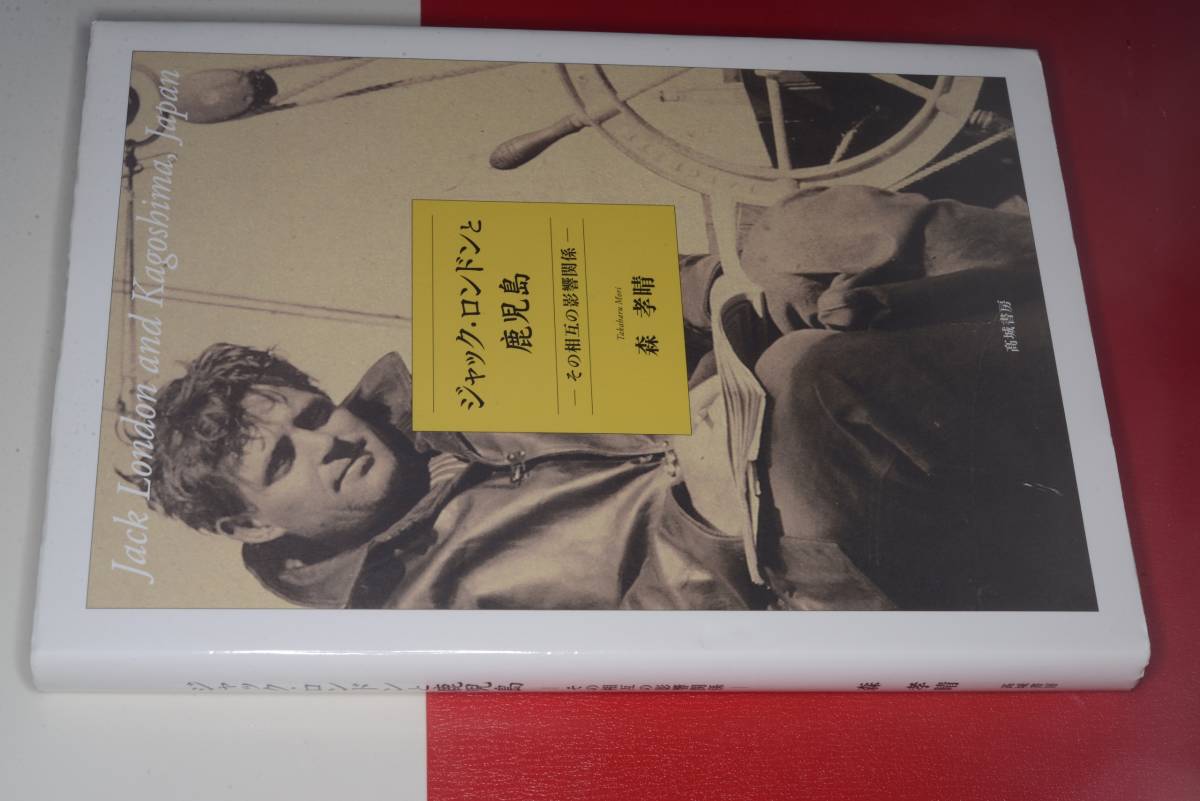 Jack London and Kagoshima, Japan
ジャック・ロンドンと
鹿児島
― その相互の影響関係 ―
Takaharu Mori
森 孝晴
高城書房
ジャック・ロンドンと鹿児島 ―その相互の影響関係― 森 孝晴 高城書房